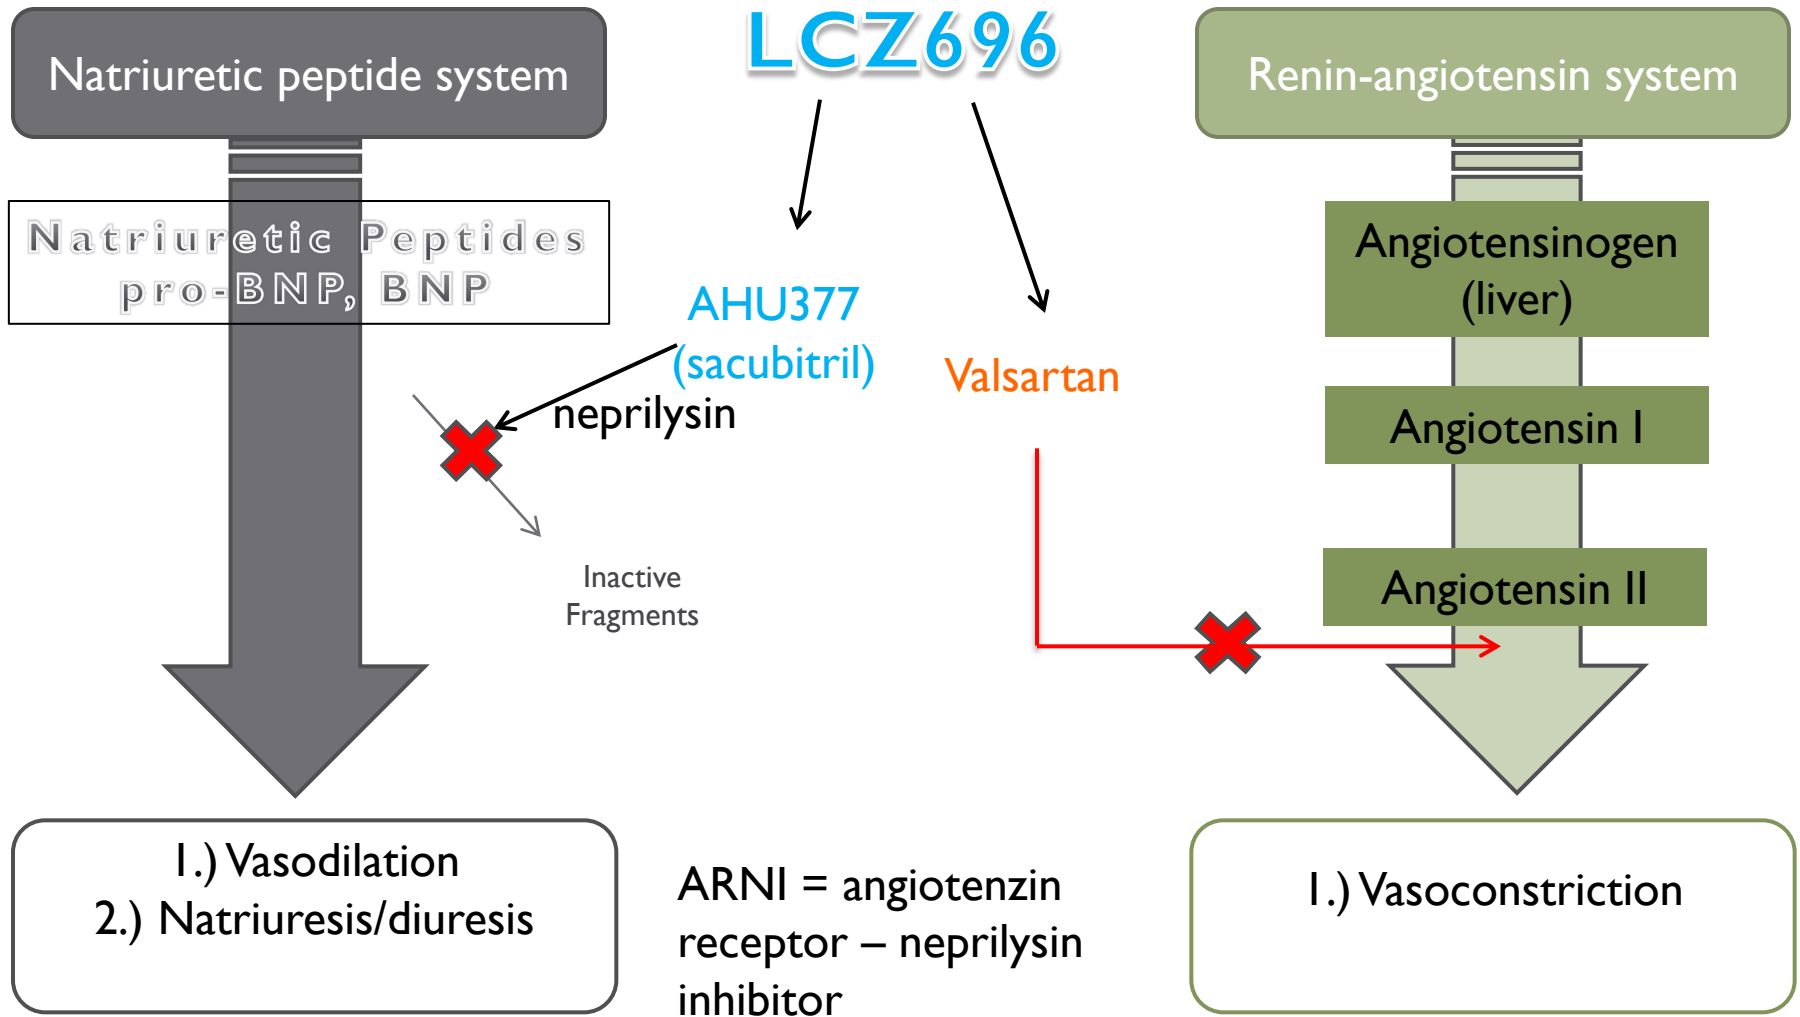 Natriuretic peptide system
LCZ696
Renin-angiotensin system
Natriuretic Peptides
pro-BNP, BNP
Angiotensinogen
(liver)
AHU377
(sacubitril)
Valsartan
neprilysin
Angiotensin I
Inactive
Fragments
Angiotensin II
1.) Vasodilation
2.) Natriuresis/diuresis
ARNI = angiotenzin
receptor – neprilysin
inhibitor
1.) Vasoconstriction